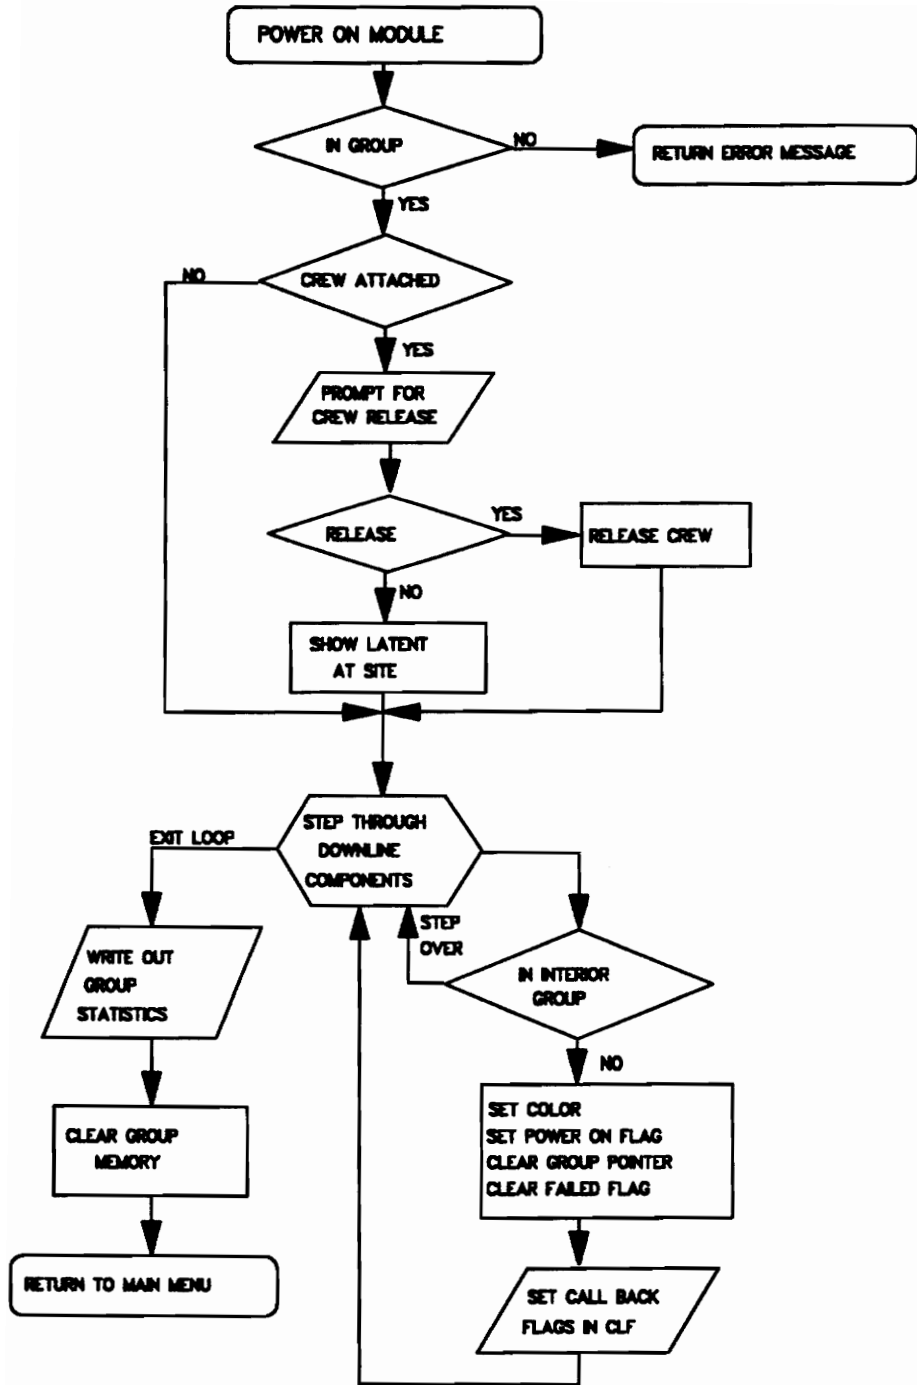 POWER ON MODULE
IN GROUP
NO
RETURN ERROR MESSAGE
YES
NO
CREW ATTACHED
YES
PROMPT FOR
CREW RELEASE
RELEASE
YES
RELEASE CREW
NO
SHOW LATENT
AT SITE
STEP THROUGH
DOWNLINE
COMPONENTS
EXIT LOOP
STEP
OVER
WRITE OUT
GROUP
STATISTICS
IN INTERIOR
GROUP
NO
CLEAR GROUP
MEMORY
SET COLOR
SET POWER ON FLAG
CLEAR GROUP POINTER
CLEAR FAILED FLAG
RETURN TO MAIN MENU
SET CALL BACK
FLAGS IN CLF